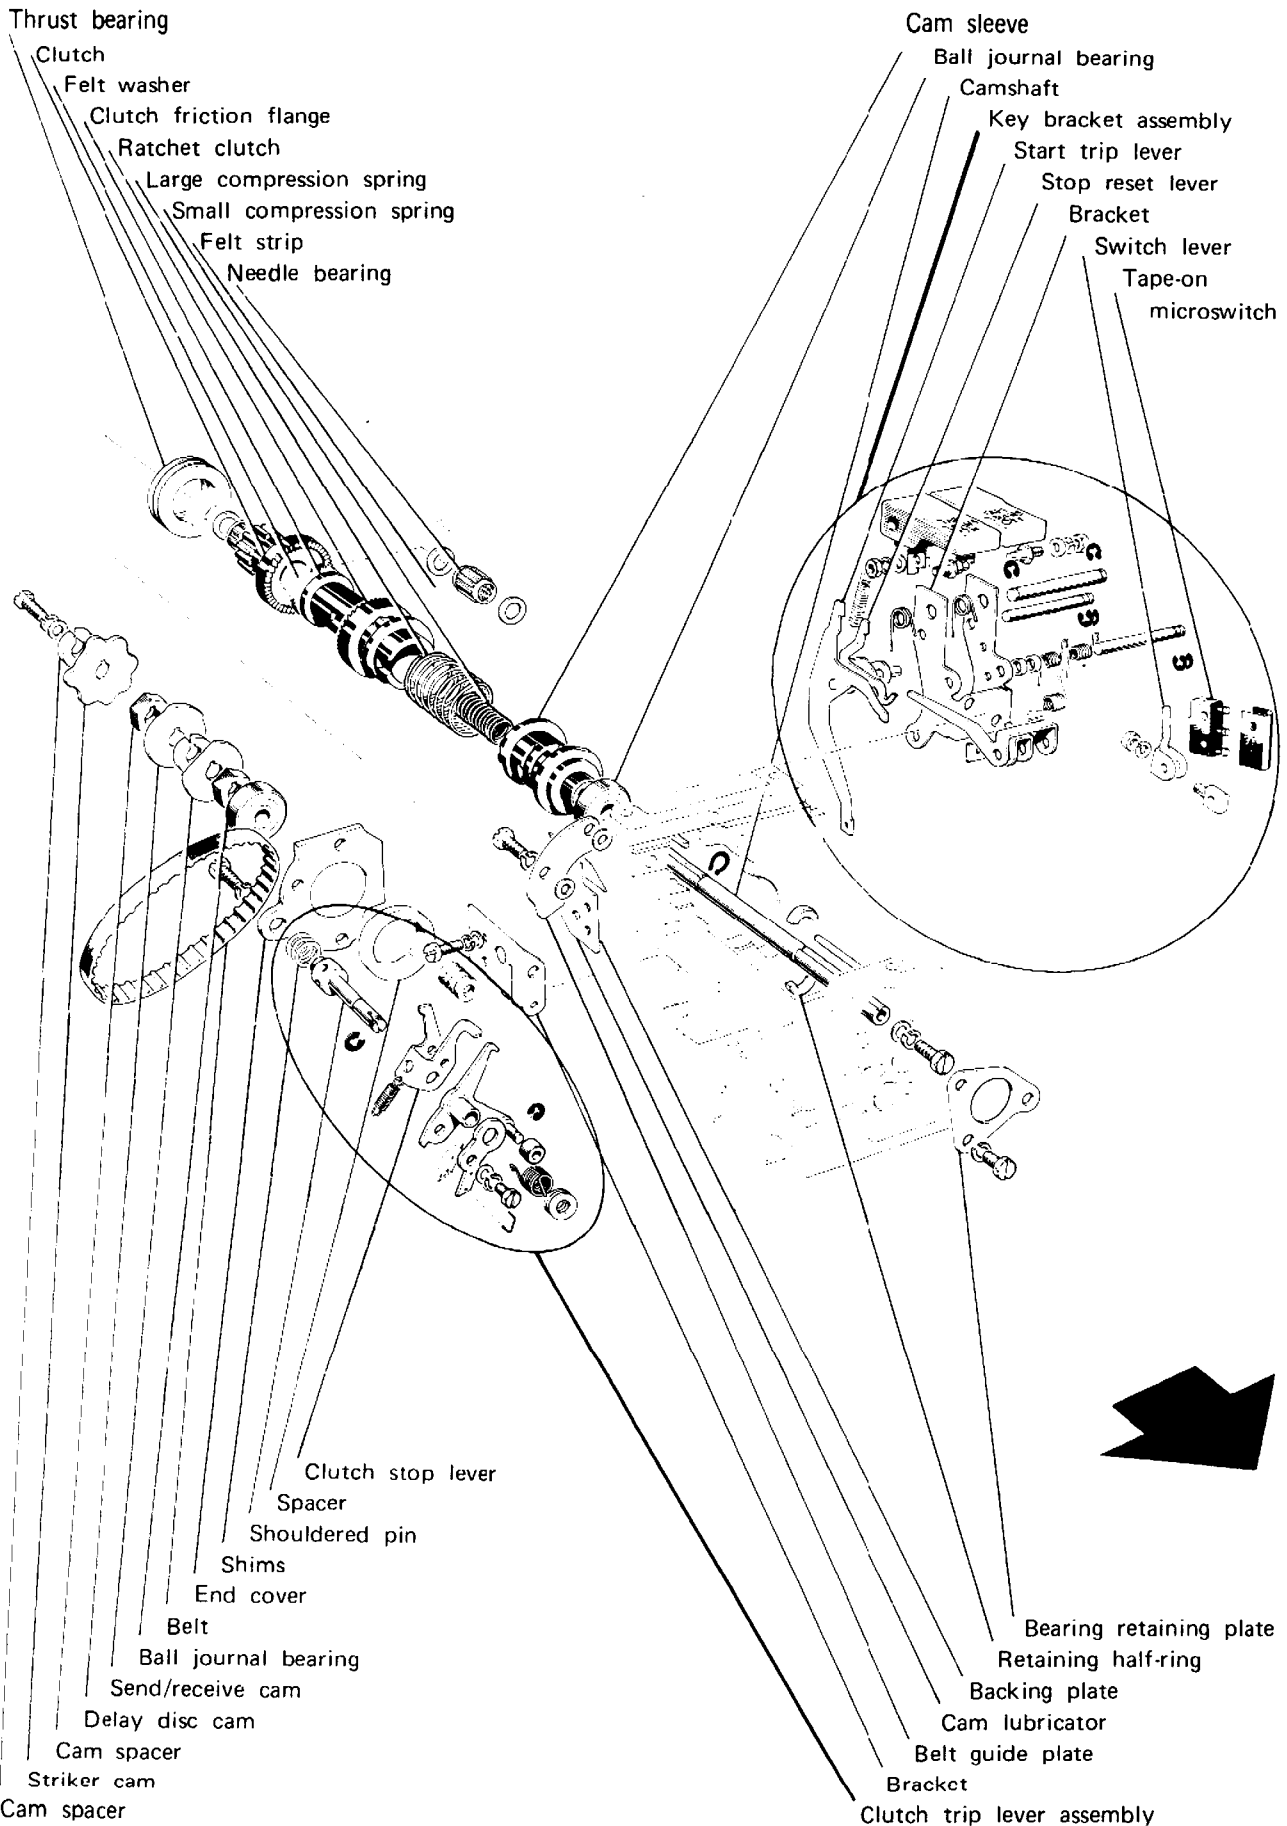 Thrust bearing
Clutch
Felt washer
Clutch friction flange
Ratchet clutch
Large compression spring
Small compression spring
Felt strip
Needle bearing
Cam sleeve
Ball journal bearing
Camshaft
Key bracket assembly
Start trip lever
Stop reset lever
Bracket
Switch lever
Tape-on
microswitch
Clutch stop lever
Spacer
Shouldered pin
Shims
End cover
Belt
Ball journal bearing
Send/receive cam
Delay disc cam
Cam spacer
Striker cam
Cam spacer
Bearing retaining plate
Retaining half-ring
Backing plate
Cam lubricator
Belt guide plate
Bracket
Clutch trip lever assembly